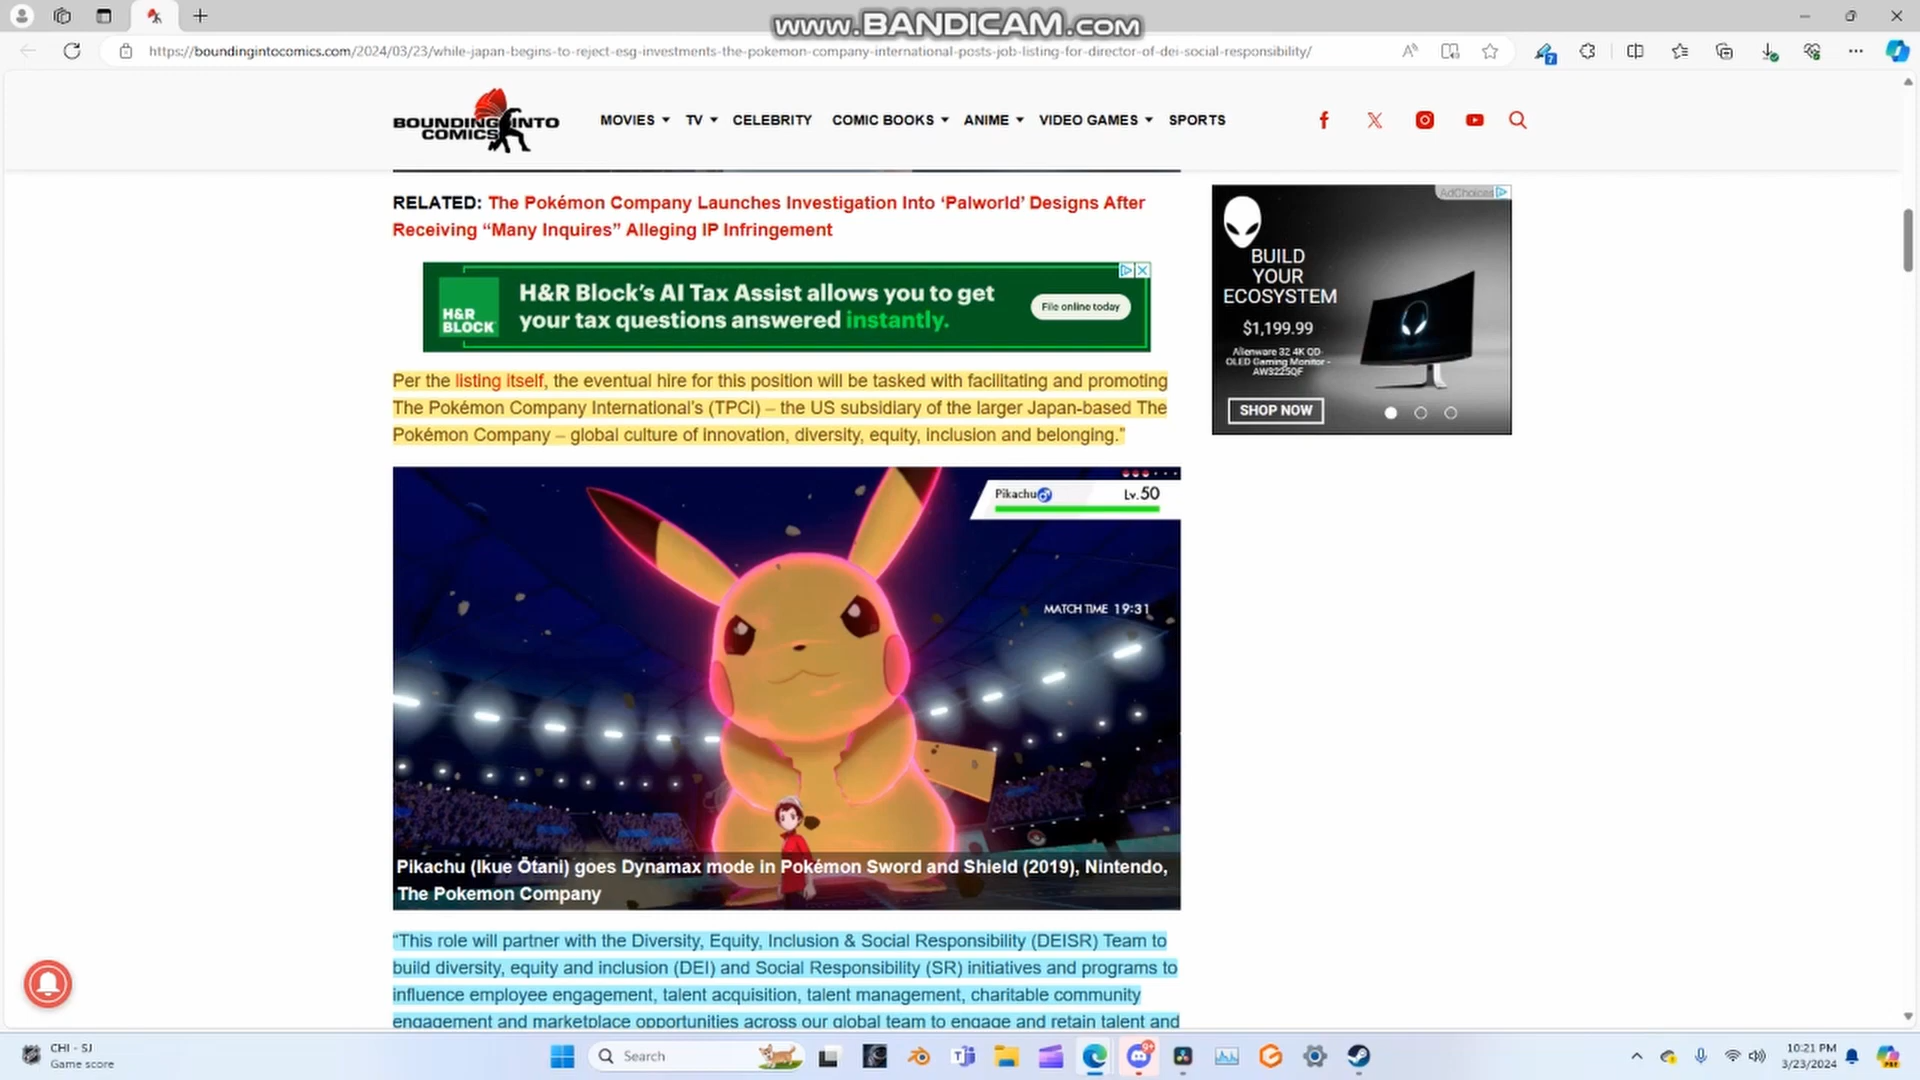 www.BANDICAM.com
https://boundingintocomics.com/2024/03/23/while-japan-begins-to-reject-esg-investments-the-pokemon-company-international-posts-job-listing-for-director-of-dei-social-responsibility/
7
BOUNDING INTO
COMICS
MOVIES TV CELEBRITY COMIC BOOKS ANIME VIDEO GAMES SPORTS
RELATED: The Pokémon Company Launches Investigation Into ‘Palworld’ Designs After
Receiving “Many Inquires” Alleging IP Infringement
AdChoices
BUILD
YOUR
ECOSYSTEM
$1,199.99
Alienware 32 4K QD-
OLED Gaming Monitor -
AW3225QF
SHOP NOW
H&R
BLOCK
H&R Block's AI Tax Assist allows you to get
your tax questions answered instantly.
File online today
Per the listing itself, the eventual hire for this position will be tasked with facilitating and promoting
The Pokémon Company International's (TPCI) – the US subsidiary of the larger Japan-based The
Pokémon Company – global culture of innovation, diversity, equity, inclusion and belonging.”
Pikachu Lv.50
MATCH TIME 19:31
Pikachu (Ikue Ōtani) goes Dynamax mode in Pokémon Sword and Shield (2019), Nintendo,
The Pokemon Company
“This role will partner with the Diversity, Equity, Inclusion & Social Responsibility (DEISR) Team to
build diversity, equity and inclusion (DEI) and Social Responsibility (SR) initiatives and programs to
influence employee engagement, talent acquisition, talent management, charitable community
engagement and marketplace opportunities across our global team to engage and retain talent and
CHI - SJ
Game score
Search
9+
10:21 PM
3/23/2024